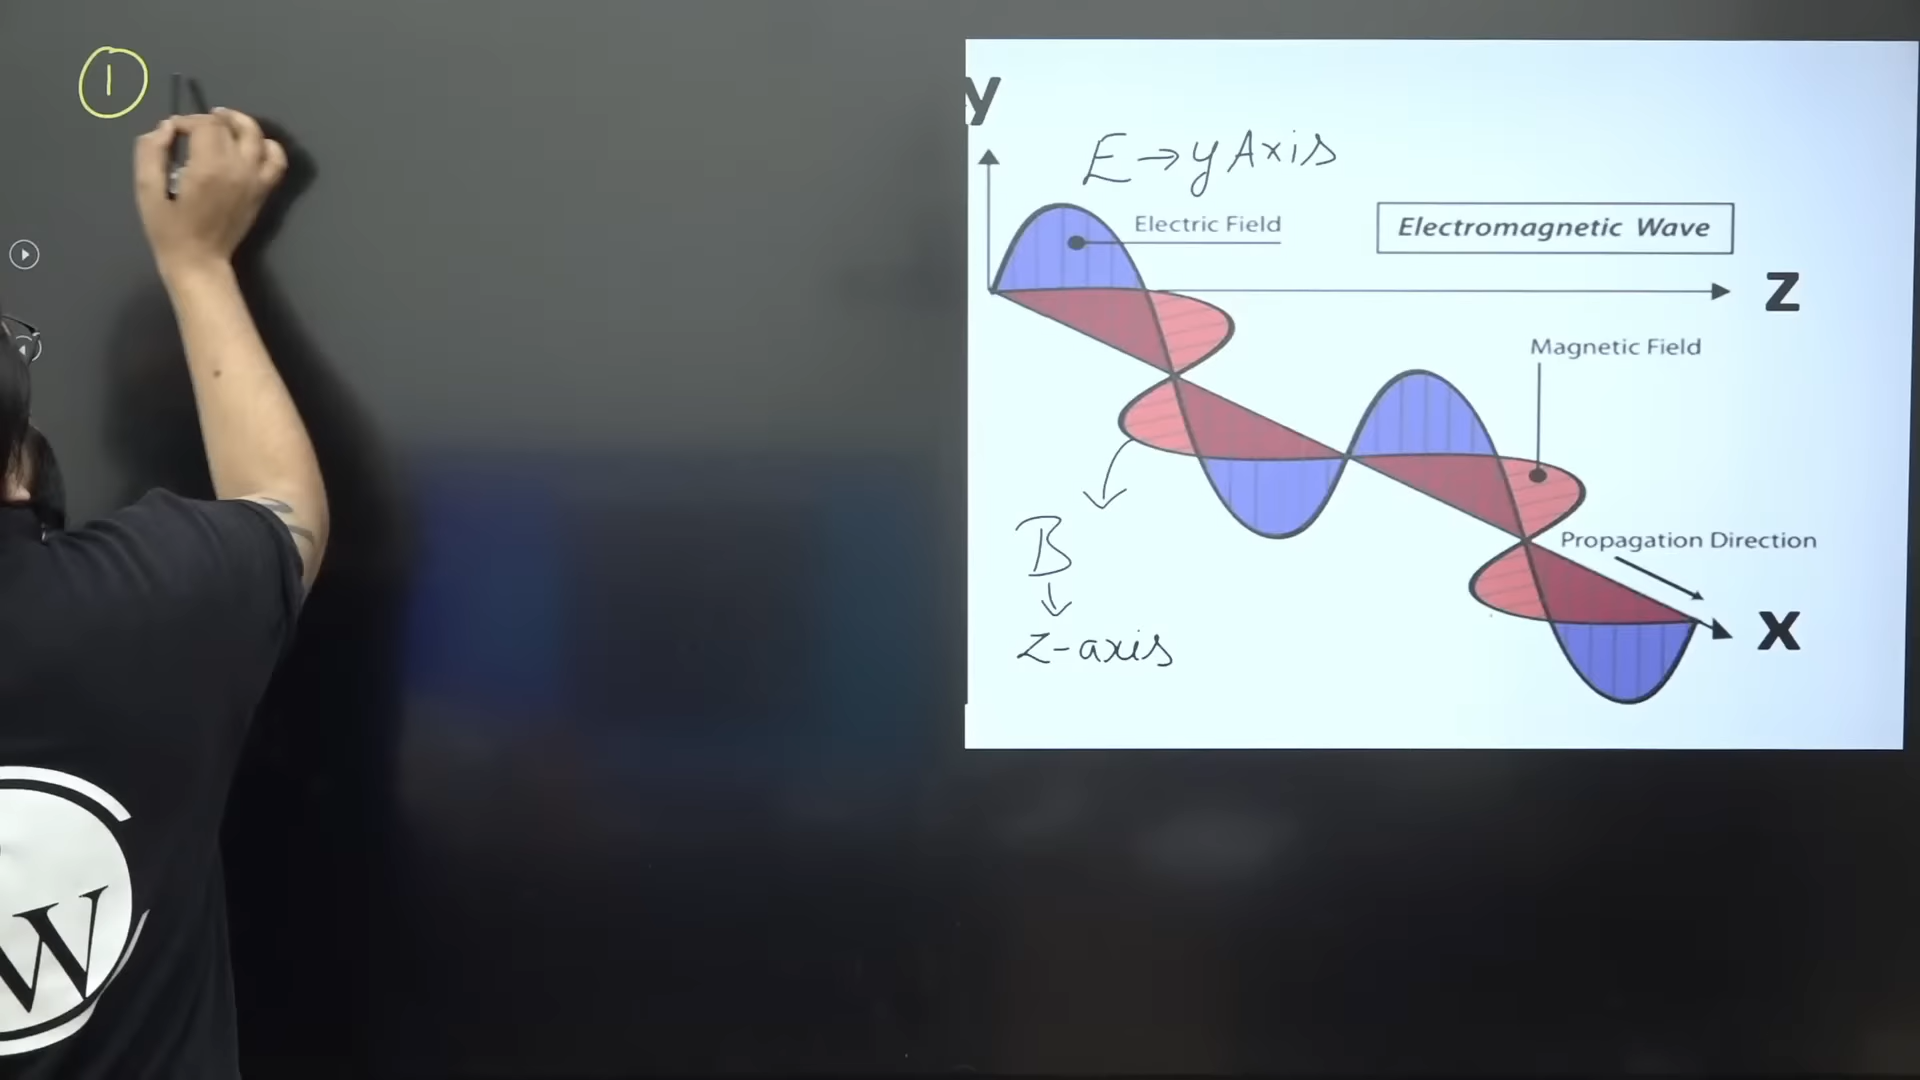 1
y
E → y Axis
Electric Field
Electromagnetic Wave
Z
Magnetic Field
B
Propagation Direction
X
Z-axis
W